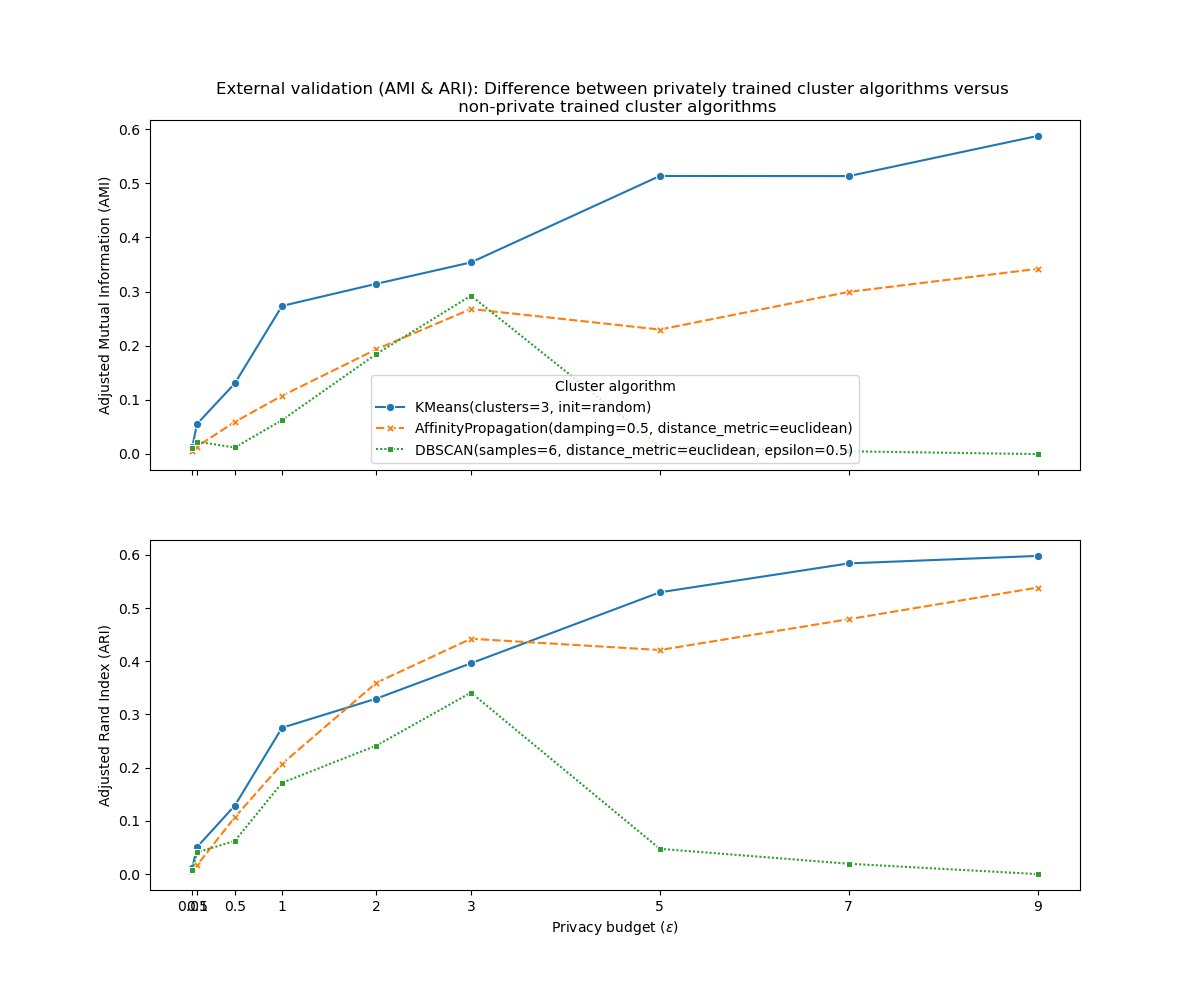 External validation (AMI & ARI): Difference between privately trained cluster algorithms versus
non-private trained cluster algorithms
Adjusted Mutual Information (AMI)
0.6
0.5
0.4
0.3
0.2
0.1
0.0
Cluster algorithm
KMeans(clusters=3, init=random)
AffinityPropagation(damping=0.5, distance_metric=euclidean)
DBSCAN(samples=6, distance_metric=euclidean, epsilon=0.5)
Adjusted Rand Index (ARI)
0.6
0.5
0.4
0.3
0.2
0.1
0.0
0.05 0.1 0.5 1 2 3 5 7 9
Privacy budget (ε)